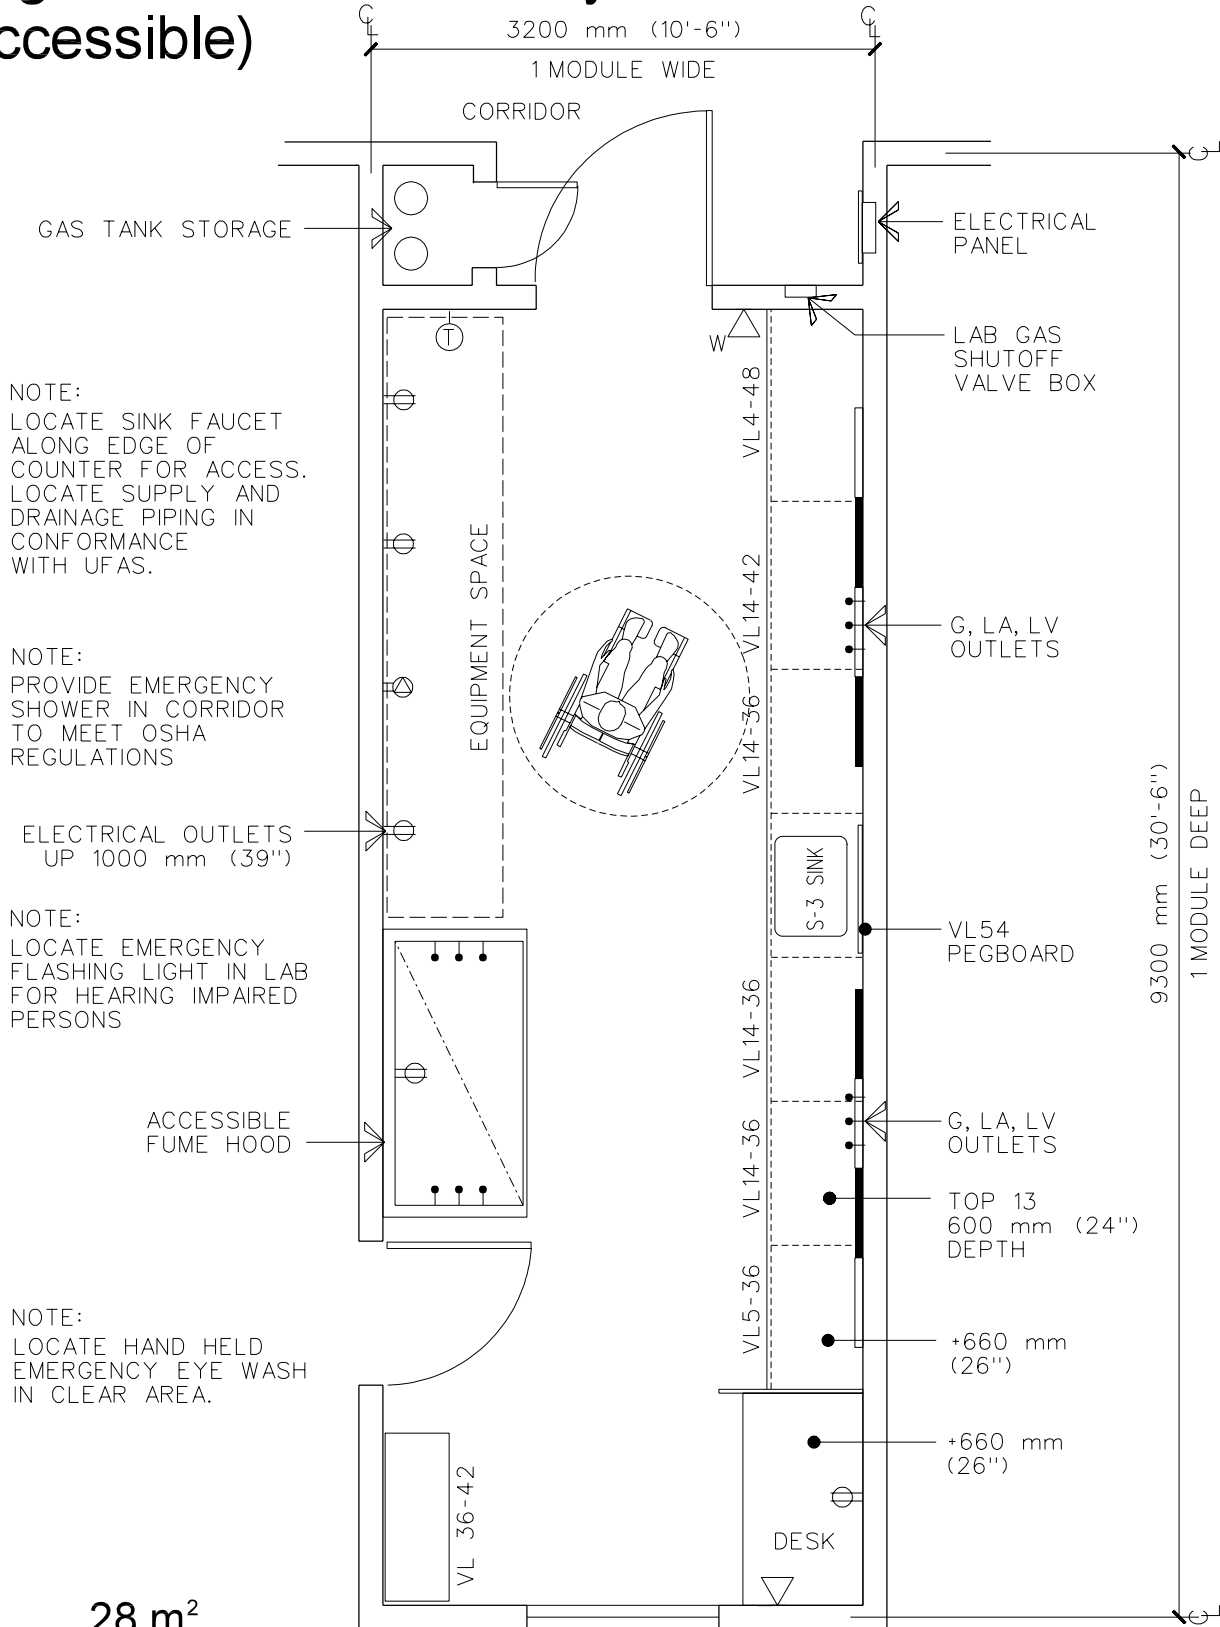 ccessible)
3200 mm (10'-6")
1 MODULE WIDE
CORRIDOR
GAS TANK STORAGE
ELECTRICAL
PANEL
LAB GAS
SHUTOFF
VALVE BOX
T
W
NOTE:
LOCATE SINK FAUCET
ALONG EDGE OF
COUNTER FOR ACCESS.
LOCATE SUPPLY AND
DRAINAGE PIPING IN
CONFORMANCE
WITH UFAS.
VL4-48
EQUIPMENT SPACE
VL14-42
G, LA, LV
OUTLETS
NOTE:
PROVIDE EMERGENCY
SHOWER IN CORRIDOR
TO MEET OSHA
REGULATIONS
VL14-36
ELECTRICAL OUTLETS
UP 1000 mm (39")
S-3 SINK
9300 mm (30'-6")
1 MODULE DEEP
NOTE:
LOCATE EMERGENCY
FLASHING LIGHT IN LAB
FOR HEARING IMPAIRED
PERSONS
VL54
PEGBOARD
VL14-36
ACCESSIBLE
FUME HOOD
VL14-36
G, LA, LV
OUTLETS
TOP 13
600 mm (24")
DEPTH
VL5-36
NOTE:
LOCATE HAND HELD
EMERGENCY EYE WASH
IN CLEAR AREA.
+660 mm
(26")
+660 mm
(26")
VL 36-42
DESK
28 m²